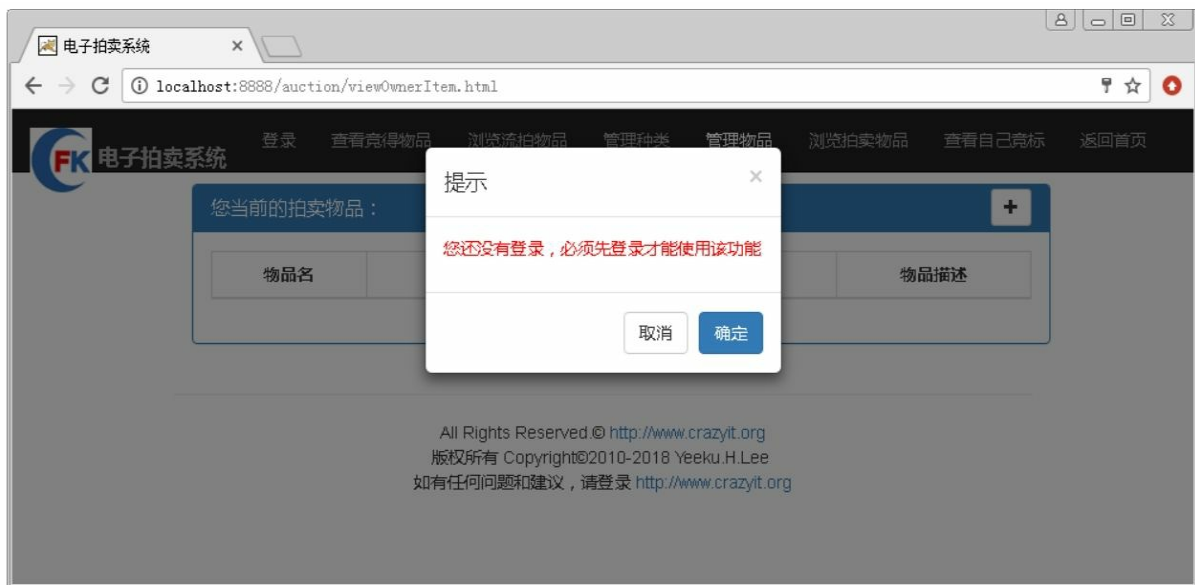 电子拍卖系统
localhost:8888/auction/viewOwnerItem.html
FK 电子拍卖系统 登录 查看竞得物品 浏览流拍物品 管理种类 管理物品 浏览拍卖物品 查看自己竞标 返回首页
提示 ×
您当前的拍卖物品：
您还没有登录，必须先登录才能使用该功能
物品名 物品描述
取消 确定
All Rights Reserved.© http://www.crazyit.org
版权所有 Copyright©2010-2018 Yeeku.H.Lee
如有任何问题和建议，请登录 http://www.crazyit.org